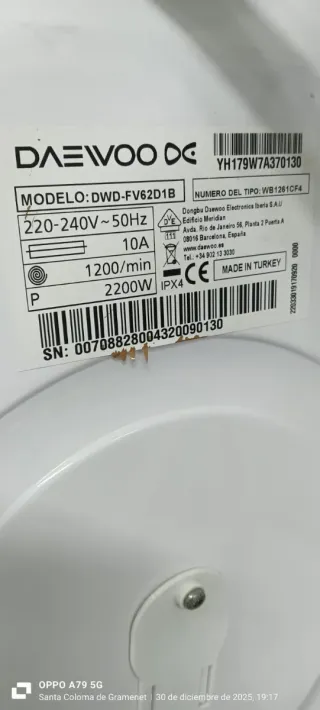 DAEWOO
YH179W7A370130
MODELO: DWD-FV62D1B
NUMERO DEL TIPO: WB1261CF4
220-240V~50Hz
10A
1200/min
P 2200W
Dongbu Daewoo Electronics Iberia S.A.U
Edificio Meridian
Avda. Rio de Janeiro 56, Planta 2 Puerta A
08016 Barcelona, España
www.daewoo.es
Tel.: +34 902 13 3030
IPX4
CE
MADE IN TURKEY
SN: 00708828004320090130
OPPO A79 5G
Santa Coloma de Gramenet | 30 de diciembre de 2025, 19:17